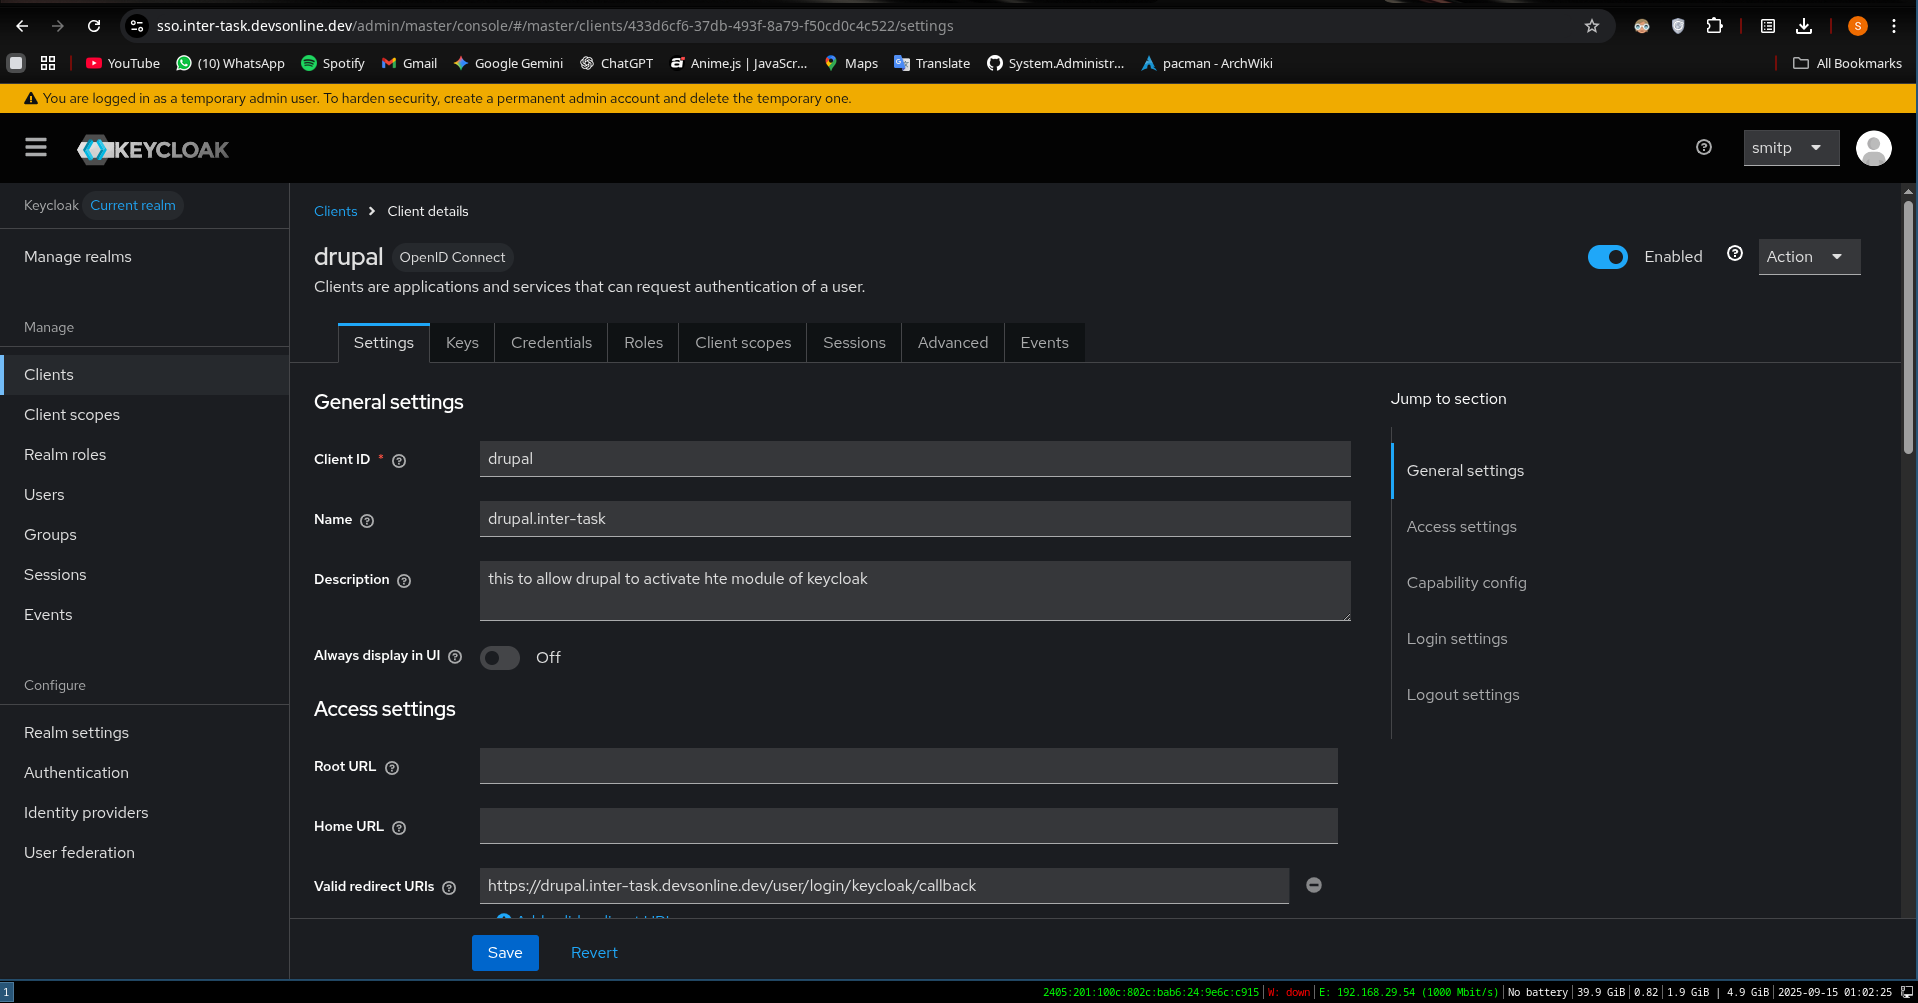 sso.inter-task.devsonline.dev/admin/master/console/#/master/clients/433d6cf6-37db-493f-8a79-f50cd0c4c522/settings
S
YouTube (10) WhatsApp Spotify Gmail Google Gemini ChatGPT Anime.js | JavaScr... Maps Translate System.Administr... pacman - ArchWiki All Bookmarks
You are logged in as a temporary admin user. To harden security, create a permanent admin account and delete the temporary one.
KEYCLOAK
smitp
Keycloak Current realm
Manage realms
Manage
Clients
Client scopes
Realm roles
Users
Groups
Sessions
Events
Configure
Realm settings
Authentication
Identity providers
User federation
Clients > Client details
drupal OpenID Connect
Enabled
Action
Clients are applications and services that can request authentication of a user.
Settings Keys Credentials Roles Client scopes Sessions Advanced Events
General settings
Client ID * drupal
Name drupal.inter-task
Description this to allow drupal to activate hte module of keycloak
Always display in UI Off
Access settings
Root URL
Home URL
Valid redirect URIs https://drupal.inter-task.devsonline.dev/user/login/keycloak/callback
Save Revert
Jump to section
General settings
Access settings
Capability config
Login settings
Logout settings
1
2405:201:100c:802c:bab6:24:9e6c:c915 | W: down | E: 192.168.29.54 (1000 Mbit/s) | No battery | 39.9 GiB | 0.82 | 1.9 GiB | 4.9 GiB | 2025-09-15 01:02:25